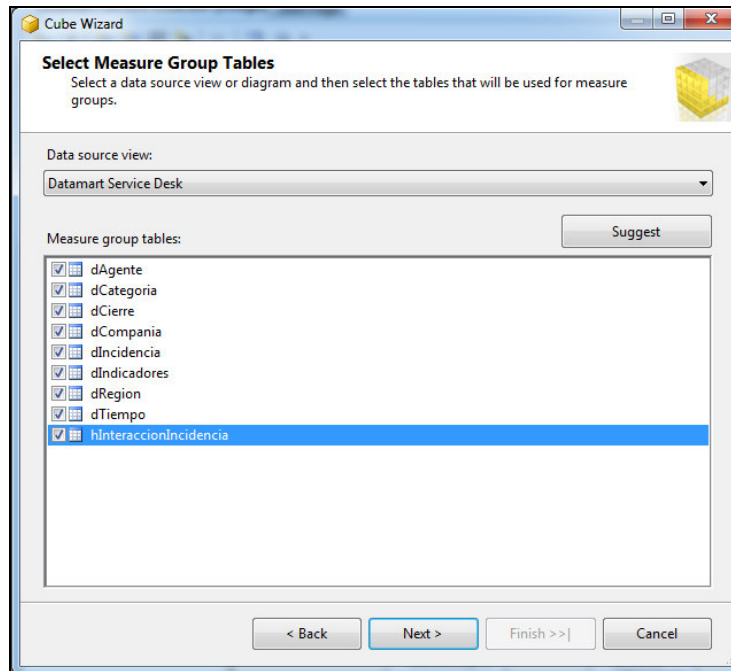 Cube Wizard
Select Measure Group Tables
Select a data source view or diagram and then select the tables that will be used for measure
groups.
Data source view:
Datamart Service Desk
Suggest
Measure group tables:
dAgente
dCategoria
dCierre
dCompania
dIncidencia
dIndicadores
dRegion
dTiempo
hInteraccionIncidencia
< Back
Next >
Finish >>|
Cancel